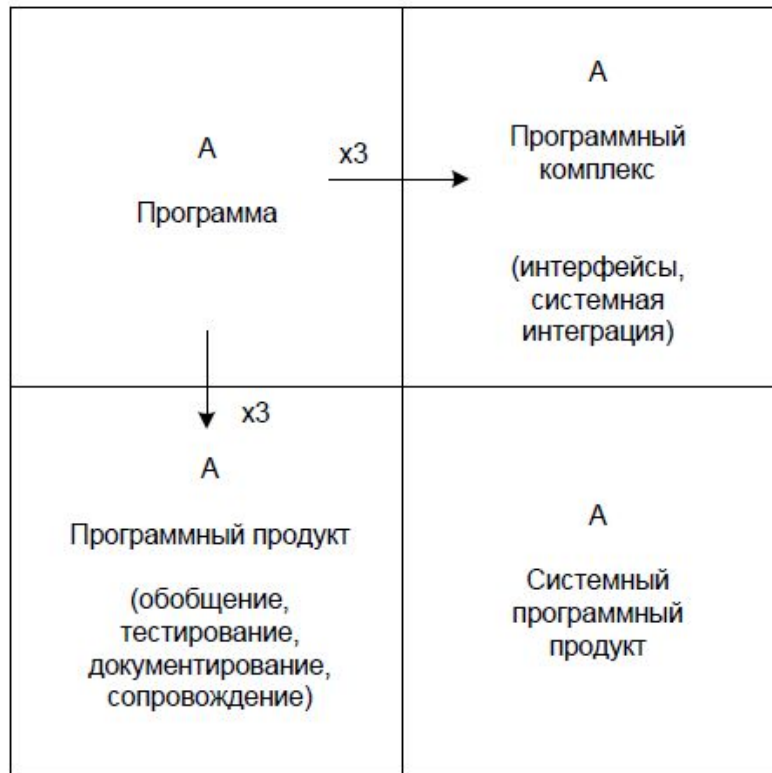 А
Программа
x3
А
Программный
комплекс
(интерфейсы,
системная
интеграция)
x3
А
Программный продукт
(обобщение,
тестирование,
документирование,
сопровождение)
А
Системный
программный
продукт